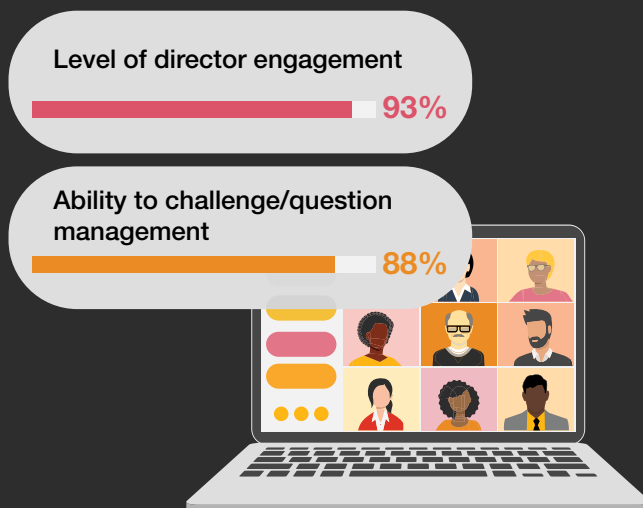 Level of director engagement
93%
Ability to challenge/question
management
88%